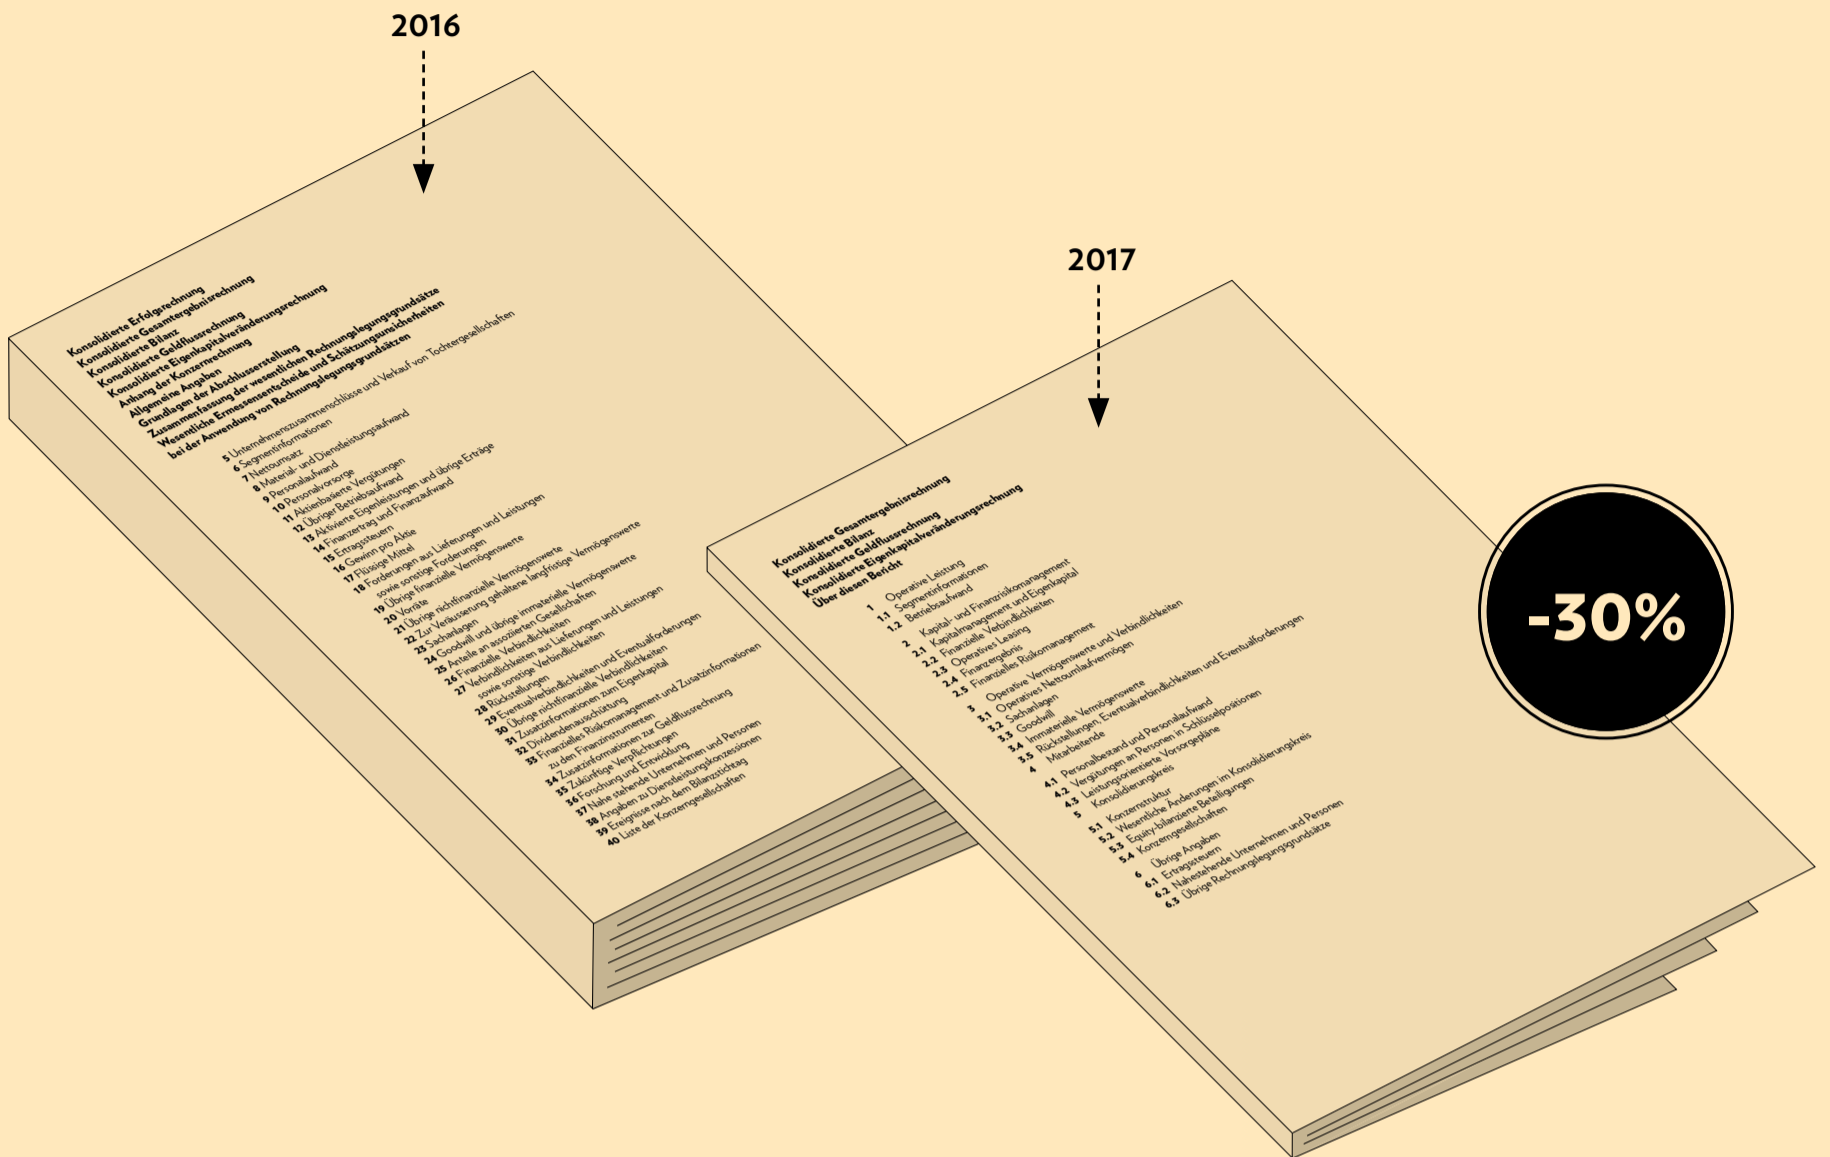 2016
Konsolidierte Erfolgsrechnung
Konsolidierte Gesamtergebnisrechnung
Konsolidierte Bilanz
Konsolidierte Geldflussrechnung
Konsolidierte Eigenkapitalveränderungsrechnung
Anhang der Konzernrechnung
Allgemeine Angaben
Grundlagen der Abschlusserstellung
Zusammenfassung der wesentlichen Rechnungslegungsgrundsätze
Wesentliche Ermessensentscheide und Schätzungsunsicherheiten
bei der Anwendung von Rechnungslegungsgrundsätzen
5 Unternehmenszusammenschlüsse und Verkauf von Tochtergesellschaften
6 Segmentinformationen
7 Nettoumsatz
8 Material- und Dienstleistungsaufwand
9 Personalaufwand
10 Personalvorsorge
11 Aktienbasierte Vergütungen
12 Übriger Betriebsaufwand
13 Aktivierte Eigenleistungen und übrige Erträge
14 Finanzertrag und Finanzaufwand
15 Ertragssteuern
16 Gewinn pro Aktie
17 Flüssige Mittel
18 Forderungen aus Lieferungen und Leistungen
sowie sonstige Forderungen
19 Übrige finanzielle Vermögenswerte
20 Vorräte
21 Übrige nichtfinanzielle Vermögenswerte
22 Zur Veräusserung gehaltene langfristige Vermögenswerte
23 Sachanlagen
24 Goodwill und übrige immaterielle Vermögenswerte
25 Anteile an assoziierten Gesellschaften
26 Finanzielle Verbindlichkeiten
27 Verbindlichkeiten aus Lieferungen und Leistungen
sowie sonstige Verbindlichkeiten
28 Rückstellungen
29 Eventualverbindlichkeiten und Eventualforderungen
30 Übrige nichtfinanzielle Verbindlichkeiten
31 Zusatzinformationen zum Eigenkapital
32 Dividendenausschüttung
33 Finanzielles Risikomanagement und Zusatzinformationen
zu den Finanzinstrumenten
34 Zusatzinformationen zur Geldflussrechnung
35 Zukünftige Verpflichtungen
36 Forschung und Entwicklung
37 Nahe stehende Unternehmen und Personen
38 Angaben zu Dienstleistungskonzessionen
39 Ereignisse nach dem Bilanzstichtag
40 Liste der Konzerngesellschaften
2017
Konsolidierte Gesamtergebnisrechnung
Konsolidierte Bilanz
Konsolidierte Geldflussrechnung
Konsolidierte Eigenkapitalveränderungsrechnung
Über diesen Bericht
1 Operative Leistung
1.1 Segmentinformationen
1.2 Betriebsaufwand
2 Kapital- und Finanzrisikomanagement
2.1 Kapitalmanagement und Eigenkapital
2.2 Finanzielle Verbindlichkeiten
2.3 Operatives Leasing
2.4 Finanzergebnis
2.5 Finanzielles Risikomanagement
3 Operative Vermögenswerte und Verbindlichkeiten
3.1 Operatives Nettoumlaufvermögen
3.2 Sachanlagen
3.3 Goodwill
3.4 Immaterielle Vermögenswerte
3.5 Rückstellungen, Eventualverbindlichkeiten und Eventualforderungen
4 Mitarbeitende
4.1 Personalbestand und Personalaufwand
4.2 Vergütungen an Personen in Schlüsselpositionen
4.3 Leistungsorientierte Vorsorgepläne
5 Konsolidierungskreis
5.1 Konzernstruktur
5.2 Wesentliche Änderungen im Konsolidierungskreis
5.3 Equity-bilanzierte Beteiligungen
5.4 Konzerngesellschaften
6 Übrige Angaben
6.1 Ertragssteuern
6.2 Nahestehende Unternehmen und Personen
6.3 Übrige Rechnungslegungsgrundsätze
-30%